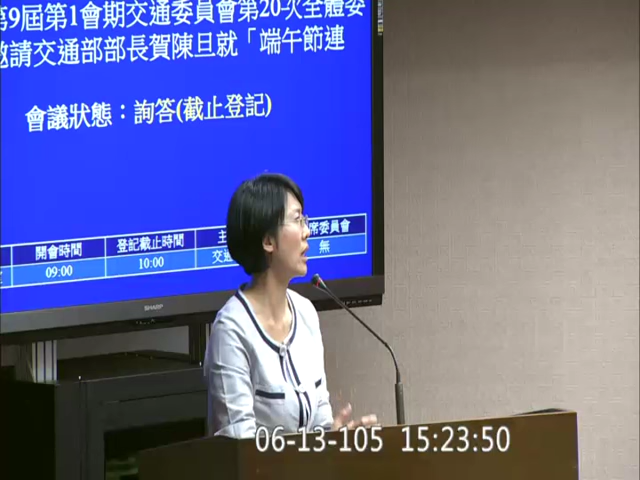 第9屆第1會期交通委員會第20次全體委
邀請交通部部長賀陳旦就「端午節連
會議狀態：詢答(截止登記)
開會時間 登記截止時間 主 席委員會
09:00 10:00 交通 無
SHARP
06-13-105 15:23:50